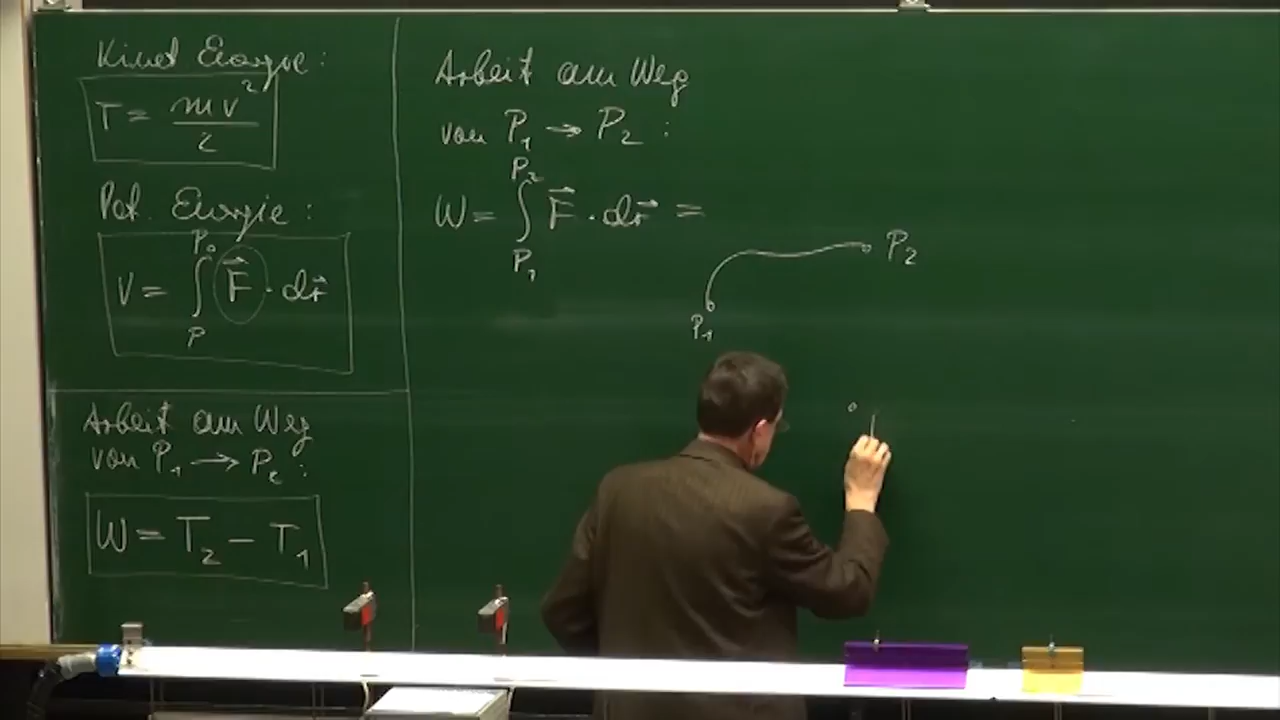 Kinet Energie:
T = mv²/2
Pot. Energie:
V = ∫_P^P₀ F⃗ · dr⃗
Arbeit am Weg
von P₁ → P₂:
W = T₂ - T₁
Arbeit am Weg
von P₁ → P₂:
W = ∫_P₁^P₂ F⃗ · dr⃗ =
P₂
P₁